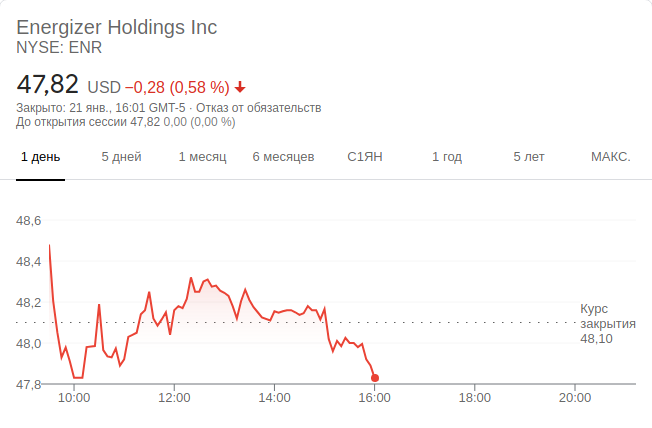 Energizer Holdings Inc
NYSE: ENR
47,82 USD −0,28 (0,58 %)
Закрыто: 21 янв., 16:01 GMT-5 · Отказ от обязательств
До открытия сессии 47,82 0,00 (0,00 %)
1 день 5 дней 1 месяц 6 месяцев С1ЯН 1 год 5 лет МАКС.
48,6
48,4
48,2
48,0
47,8
Курс
закрытия
48,10
10:00 12:00 14:00 16:00 18:00 20:00